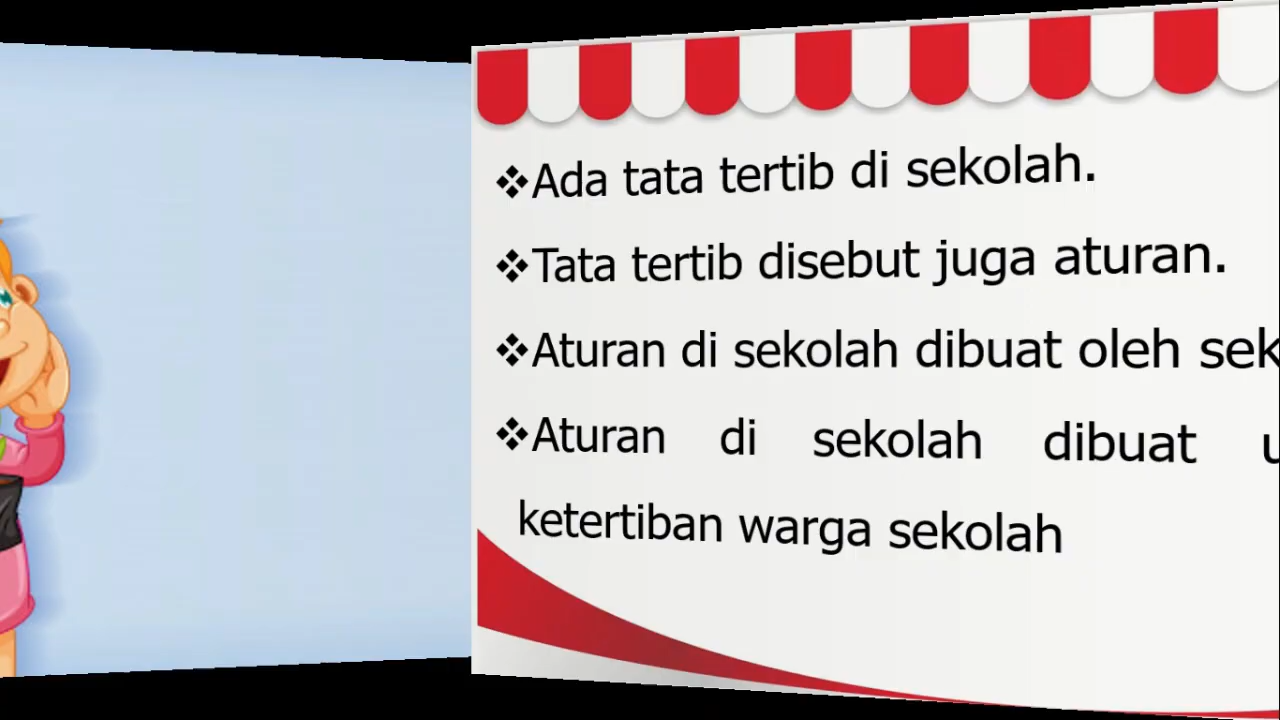 ❖Ada tata tertib di sekolah.
❖Tata tertib disebut juga aturan.
❖Aturan di sekolah dibuat oleh
❖Aturan di sekolah dibuat
ketertiban warga sekolah